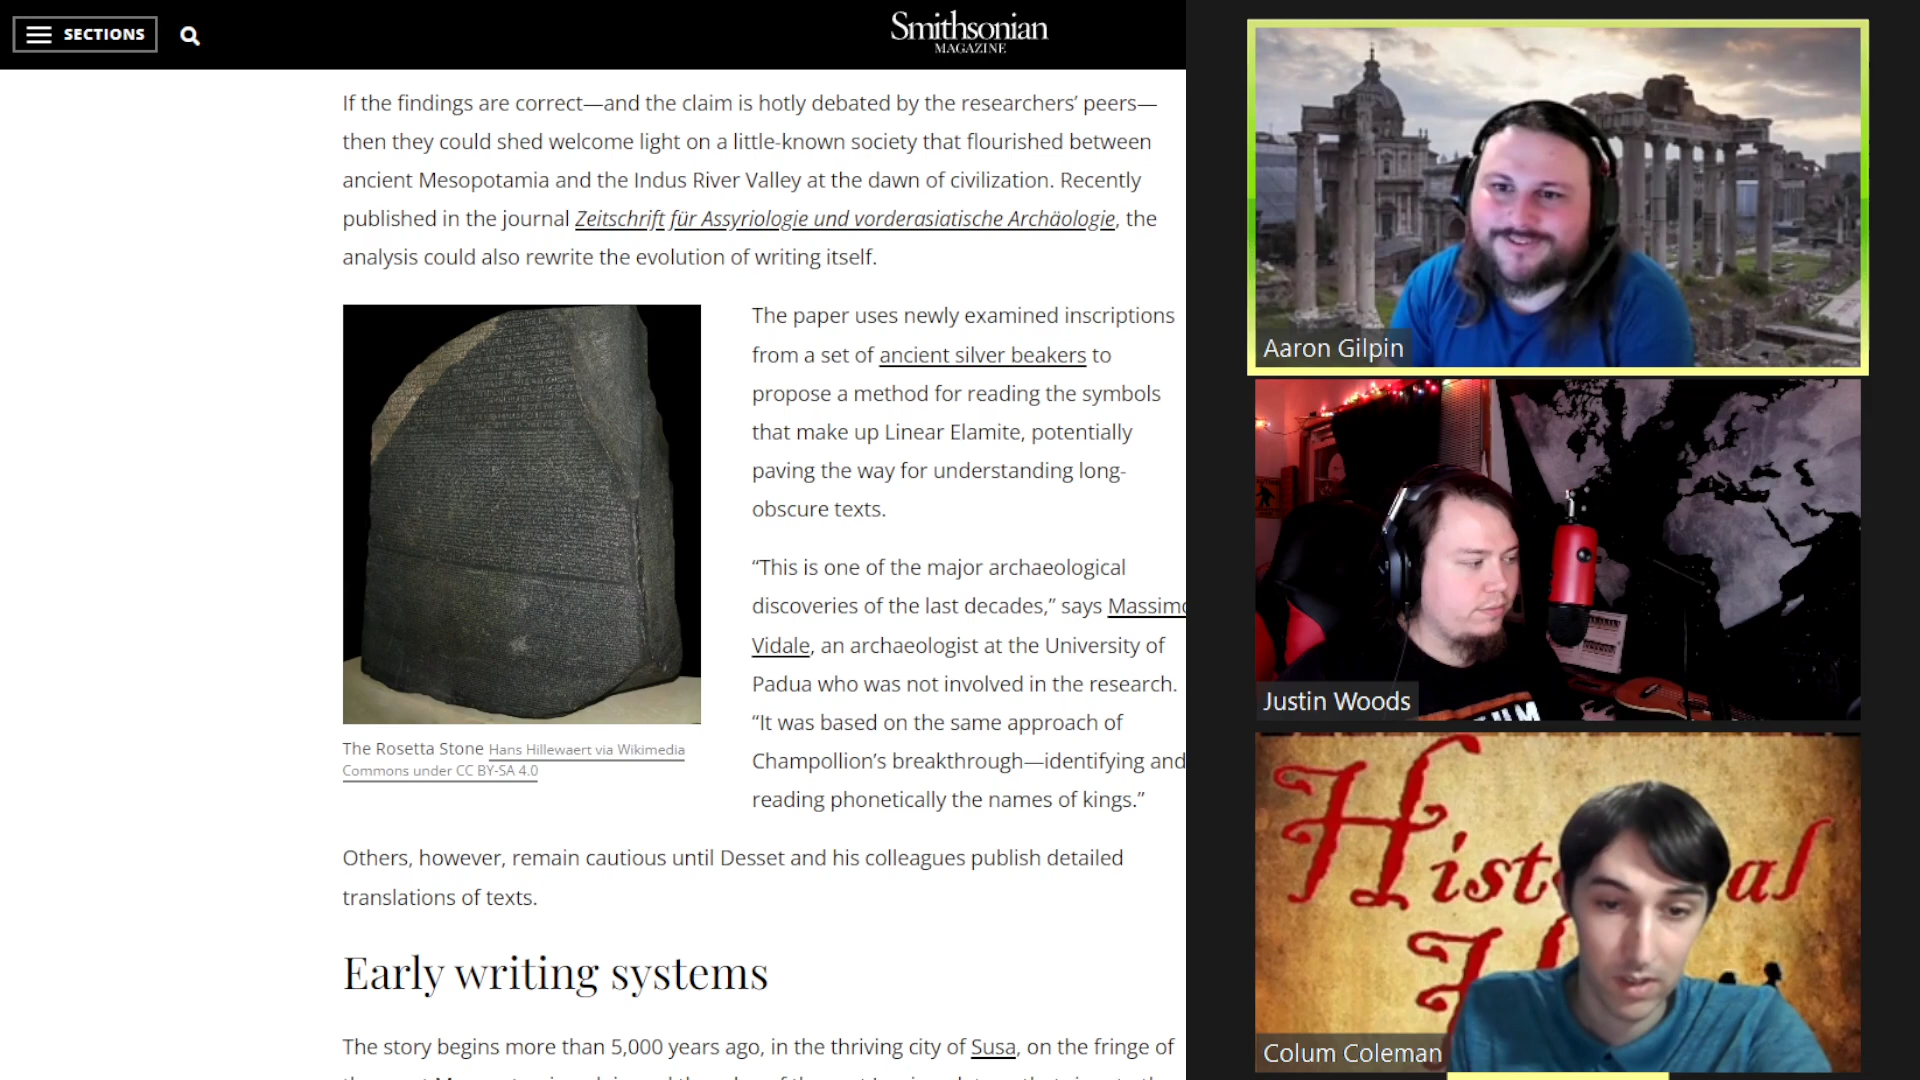 SECTIONS
Smithsonian
MAGAZINE
If the findings are correct—and the claim is hotly debated by the researchers’ peers—
then they could shed welcome light on a little-known society that flourished between
ancient Mesopotamia and the Indus River Valley at the dawn of civilization. Recently
published in the journal Zeitschrift für Assyriologie und vorderasiatische Archäologie, the
analysis could also rewrite the evolution of writing itself.
The paper uses newly examined inscriptions
from a set of ancient silver beakers to
propose a method for reading the symbols
that make up Linear Elamite, potentially
paving the way for understanding long-
obscure texts.
“This is one of the major archaeological
discoveries of the last decades,” says Massimo
Vidale, an archaeologist at the University of
Padua who was not involved in the research.
“It was based on the same approach of
Champollion’s breakthrough—identifying and
reading phonetically the names of kings.”
The Rosetta Stone Hans Hillewaert via Wikimedia
Commons under CC BY-SA 4.0
Others, however, remain cautious until Desset and his colleagues publish detailed
translations of texts.
Early writing systems
The story begins more than 5,000 years ago, in the thriving city of Susa, on the fringe of
Aaron Gilpin
Justin Woods
Hist al
H
Colum Coleman